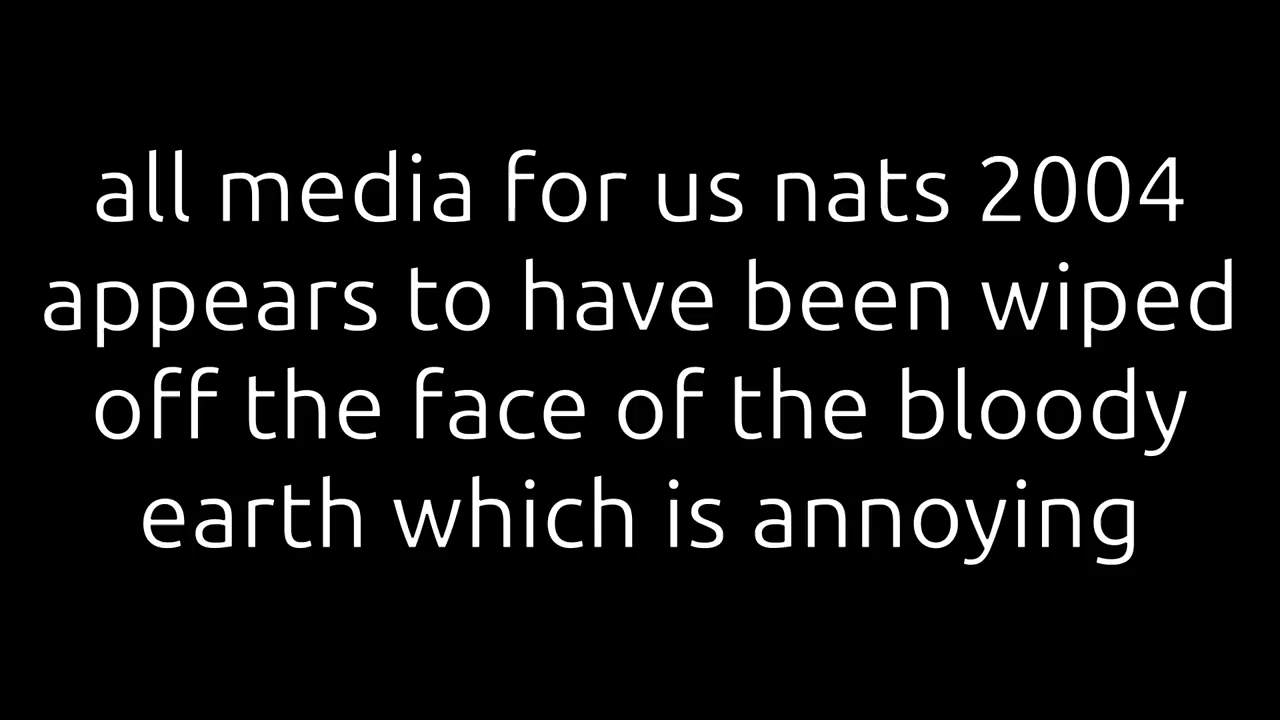 all media for us nats 2004
appears to have been wiped
off the face of the bloody
earth which is annoying